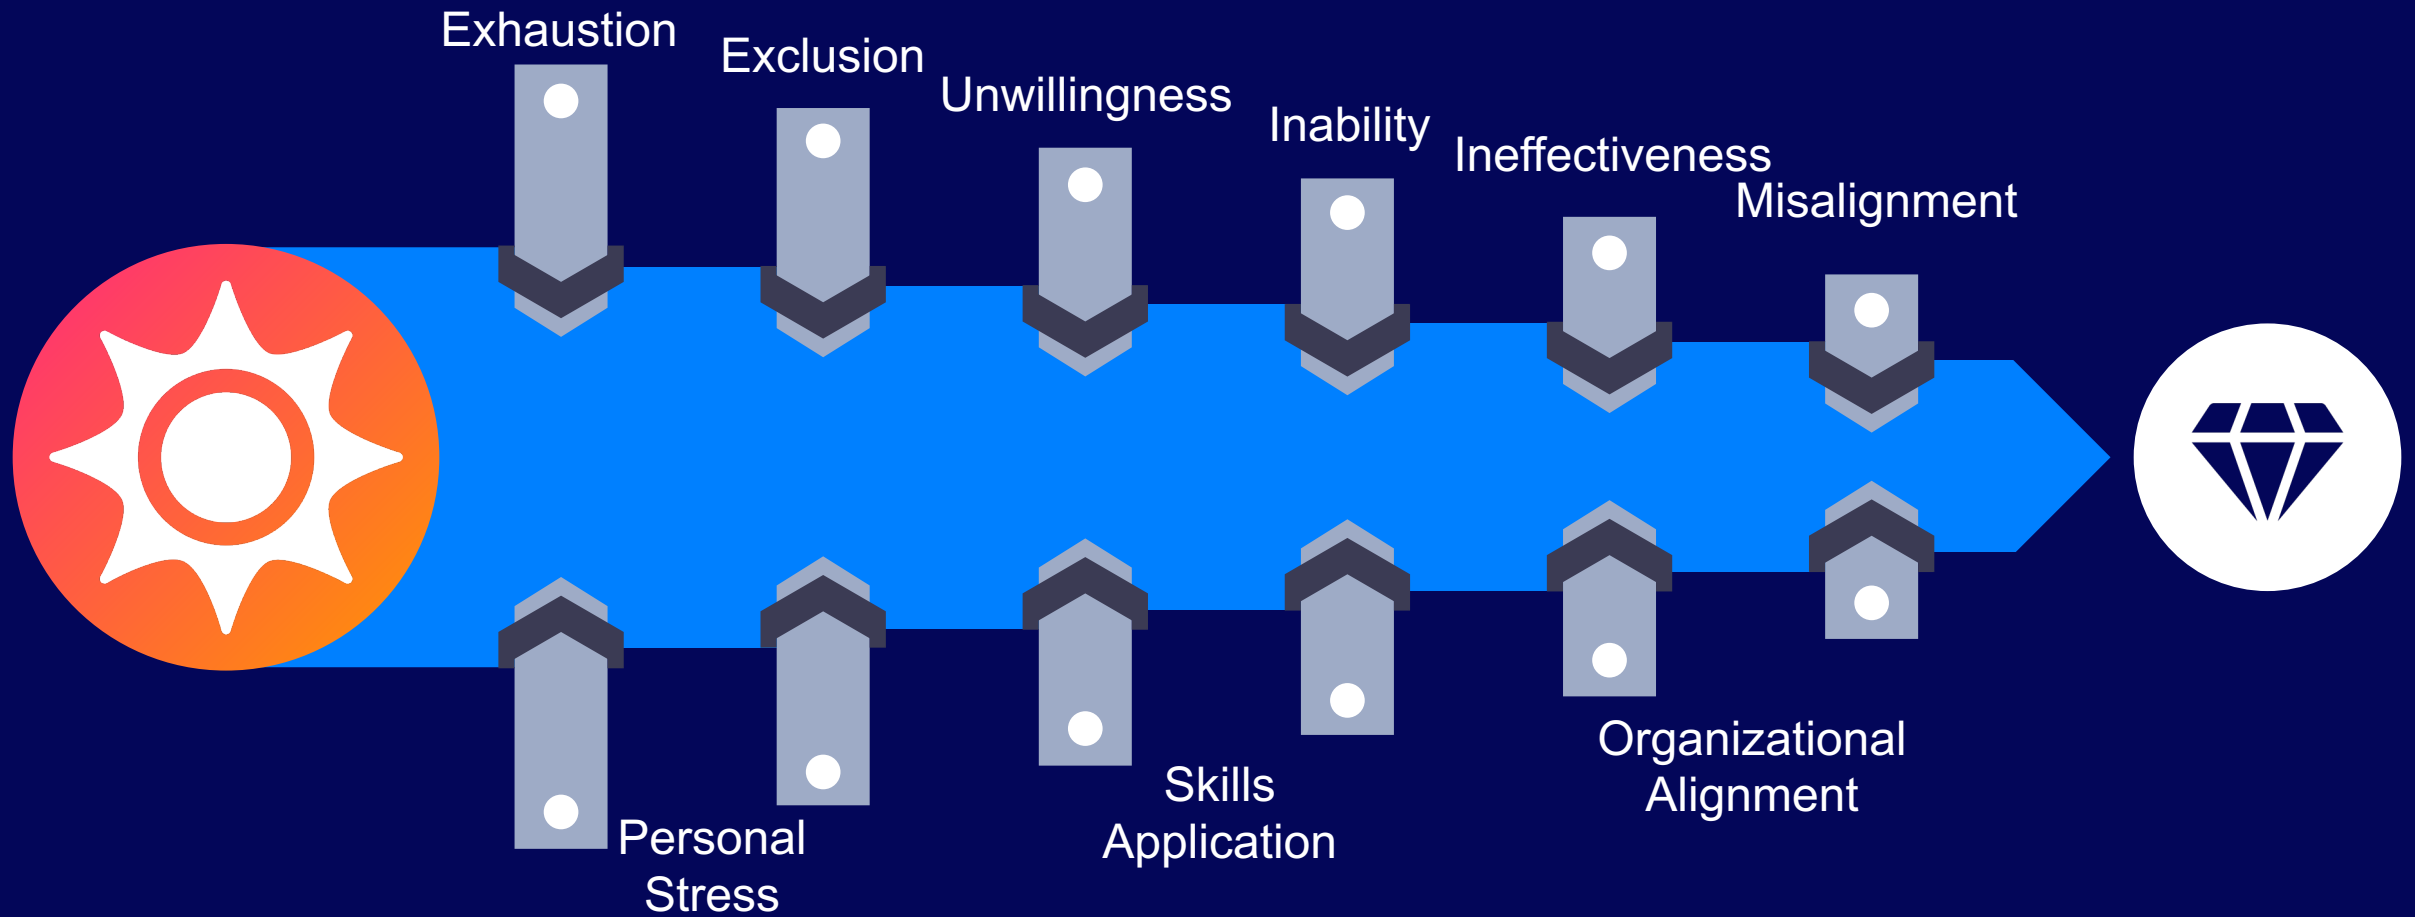 Exhaustion
Exclusion
Unwillingness
Inability
Ineffectiveness
Misalignment
Personal
Stress
Skills
Application
Organizational
Alignment